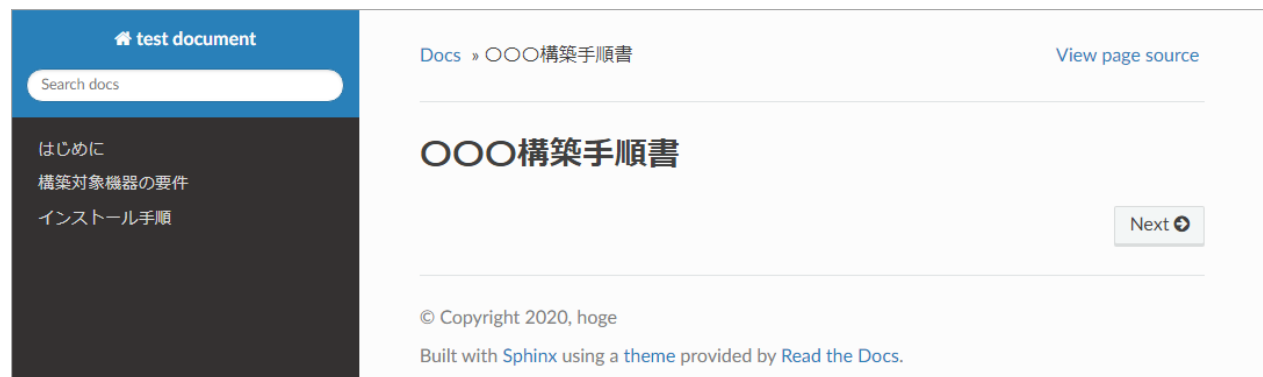 test document
Search docs
はじめに
構築対象機器の要件
インストール手順
Docs » 〇〇〇構築手順書
View page source
〇〇〇構築手順書
Next
© Copyright 2020, hoge
Built with Sphinx using a theme provided by Read the Docs.